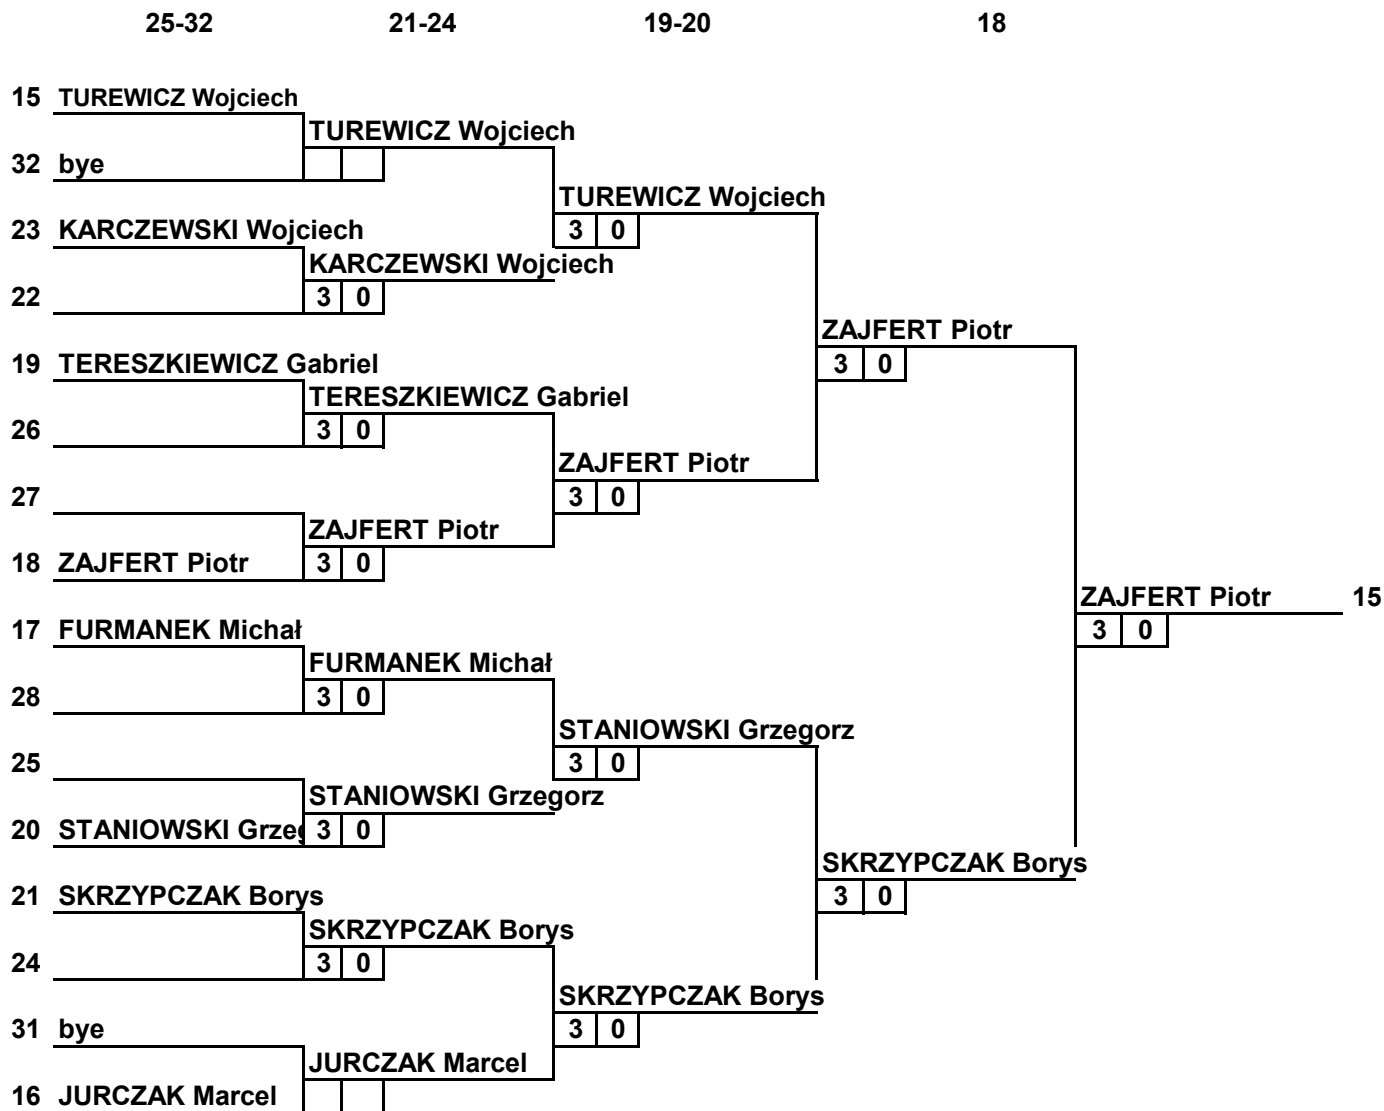 25-32 21-24 19-20 18
15 TUREWICZ Wojciech
TUREWICZ Wojciech
32 bye
TUREWICZ Wojciech
23 KARCZEWSKI Wojciech 3 0
KARCZEWSKI Wojciech
22 3 0
ZAJFERT Piotr
19 TERESZKIEWICZ Gabriel 3 0
TERESZKIEWICZ Gabriel
26 3 0
ZAJFERT Piotr
27 3 0
ZAJFERT Piotr
18 ZAJFERT Piotr 3 0
ZAJFERT Piotr 15
17 FURMANEK Michał 3 0
FURMANEK Michał
28 3 0
STANIOWSKI Grzegorz
25 3 0
STANIOWSKI Grzegorz
20 STANIOWSKI Grzeg 3 0
SKRZYPCZAK Borys
21 SKRZYPCZAK Borys 3 0
SKRZYPCZAK Borys
24 3 0
SKRZYPCZAK Borys
31 bye 3 0
JURCZAK Marcel
16 JURCZAK Marcel